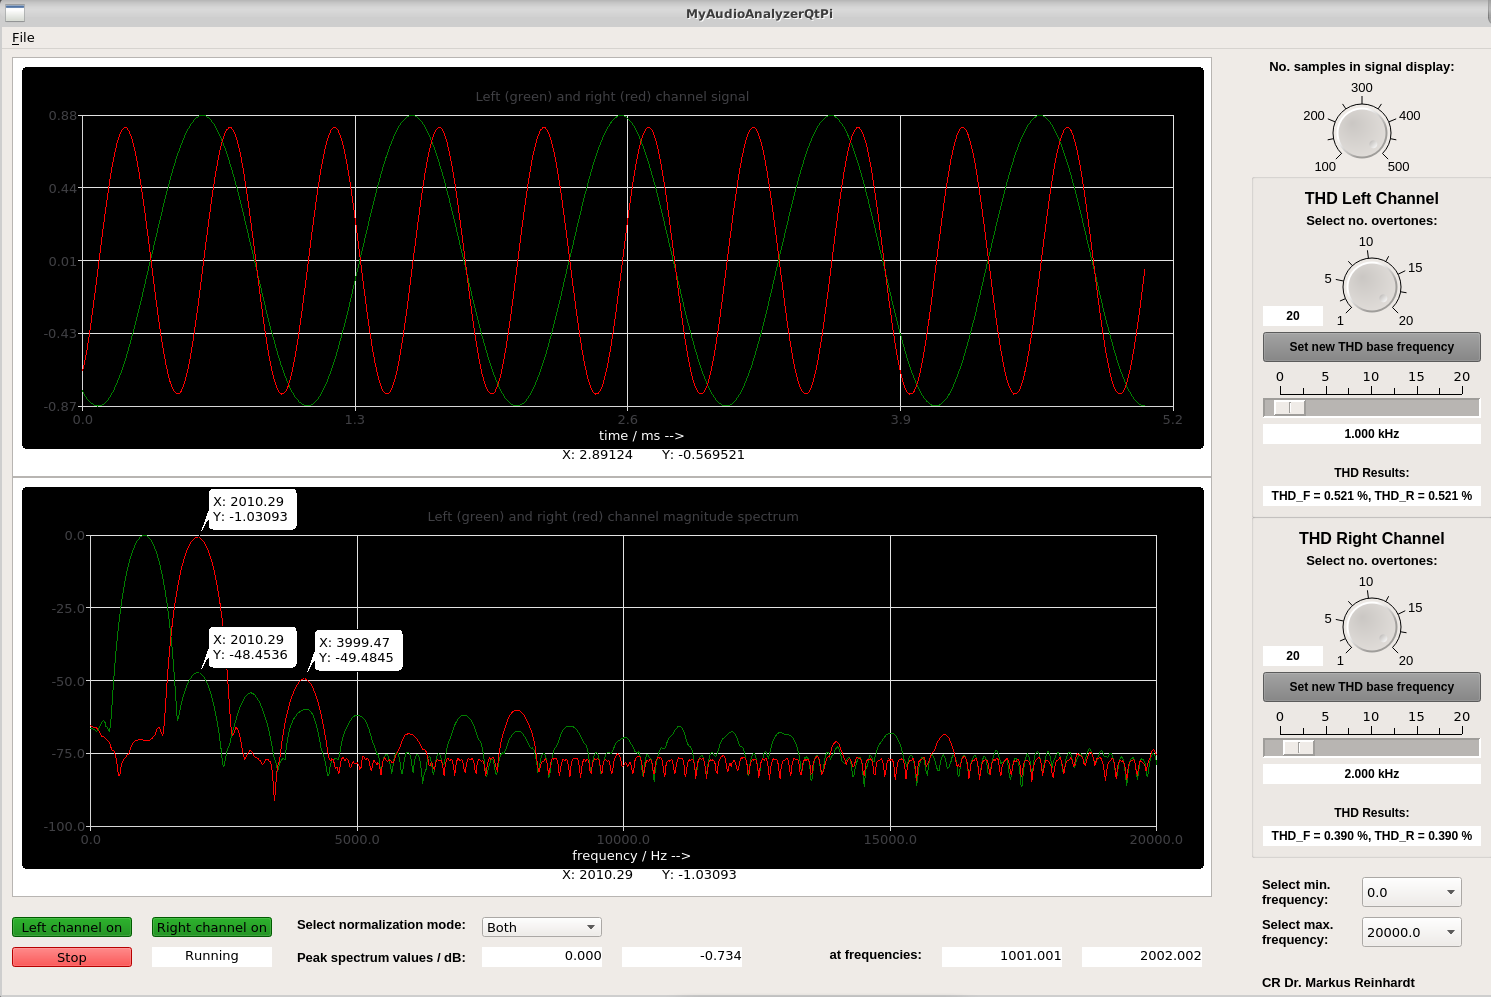 MyAudioAnalyzerQtPi
File
Left (green) and right (red) channel signal
0.88
0.44
0.01
-0.43
-0.87
0.0 1.3 2.6 3.9 5.2
time / ms -->
X: 2.89124 Y: -0.569521
X: 2010.29
Y: -1.03093
Left (green) and right (red) channel magnitude spectrum
0.0
-25.0
X: 2010.29
Y: -48.4536
X: 3999.47
Y: -49.4845
-50.0
-75.0
-100.0
0.0 5000.0 10000.0 15000.0 20000.0
frequency / Hz -->
X: 2010.29 Y: -1.03093
Left channel on Right channel on Select normalization mode: Both
Stop Running Peak spectrum values / dB: 0.000 -0.734 at frequencies: 1001.001 2002.002
No. samples in signal display:
300
200 400
100 500
THD Left Channel
Select no. overtones:
10
5 15
1 20
20
Set new THD base frequency
0 5 10 15 20
1.000 kHz
THD Results:
THD_F = 0.521 %, THD_R = 0.521 %
THD Right Channel
Select no. overtones:
10
5 15
1 20
20
Set new THD base frequency
0 5 10 15 20
2.000 kHz
THD Results:
THD_F = 0.390 %, THD_R = 0.390 %
Select min.
frequency: 0.0
Select max.
frequency: 20000.0
CR Dr. Markus Reinhardt